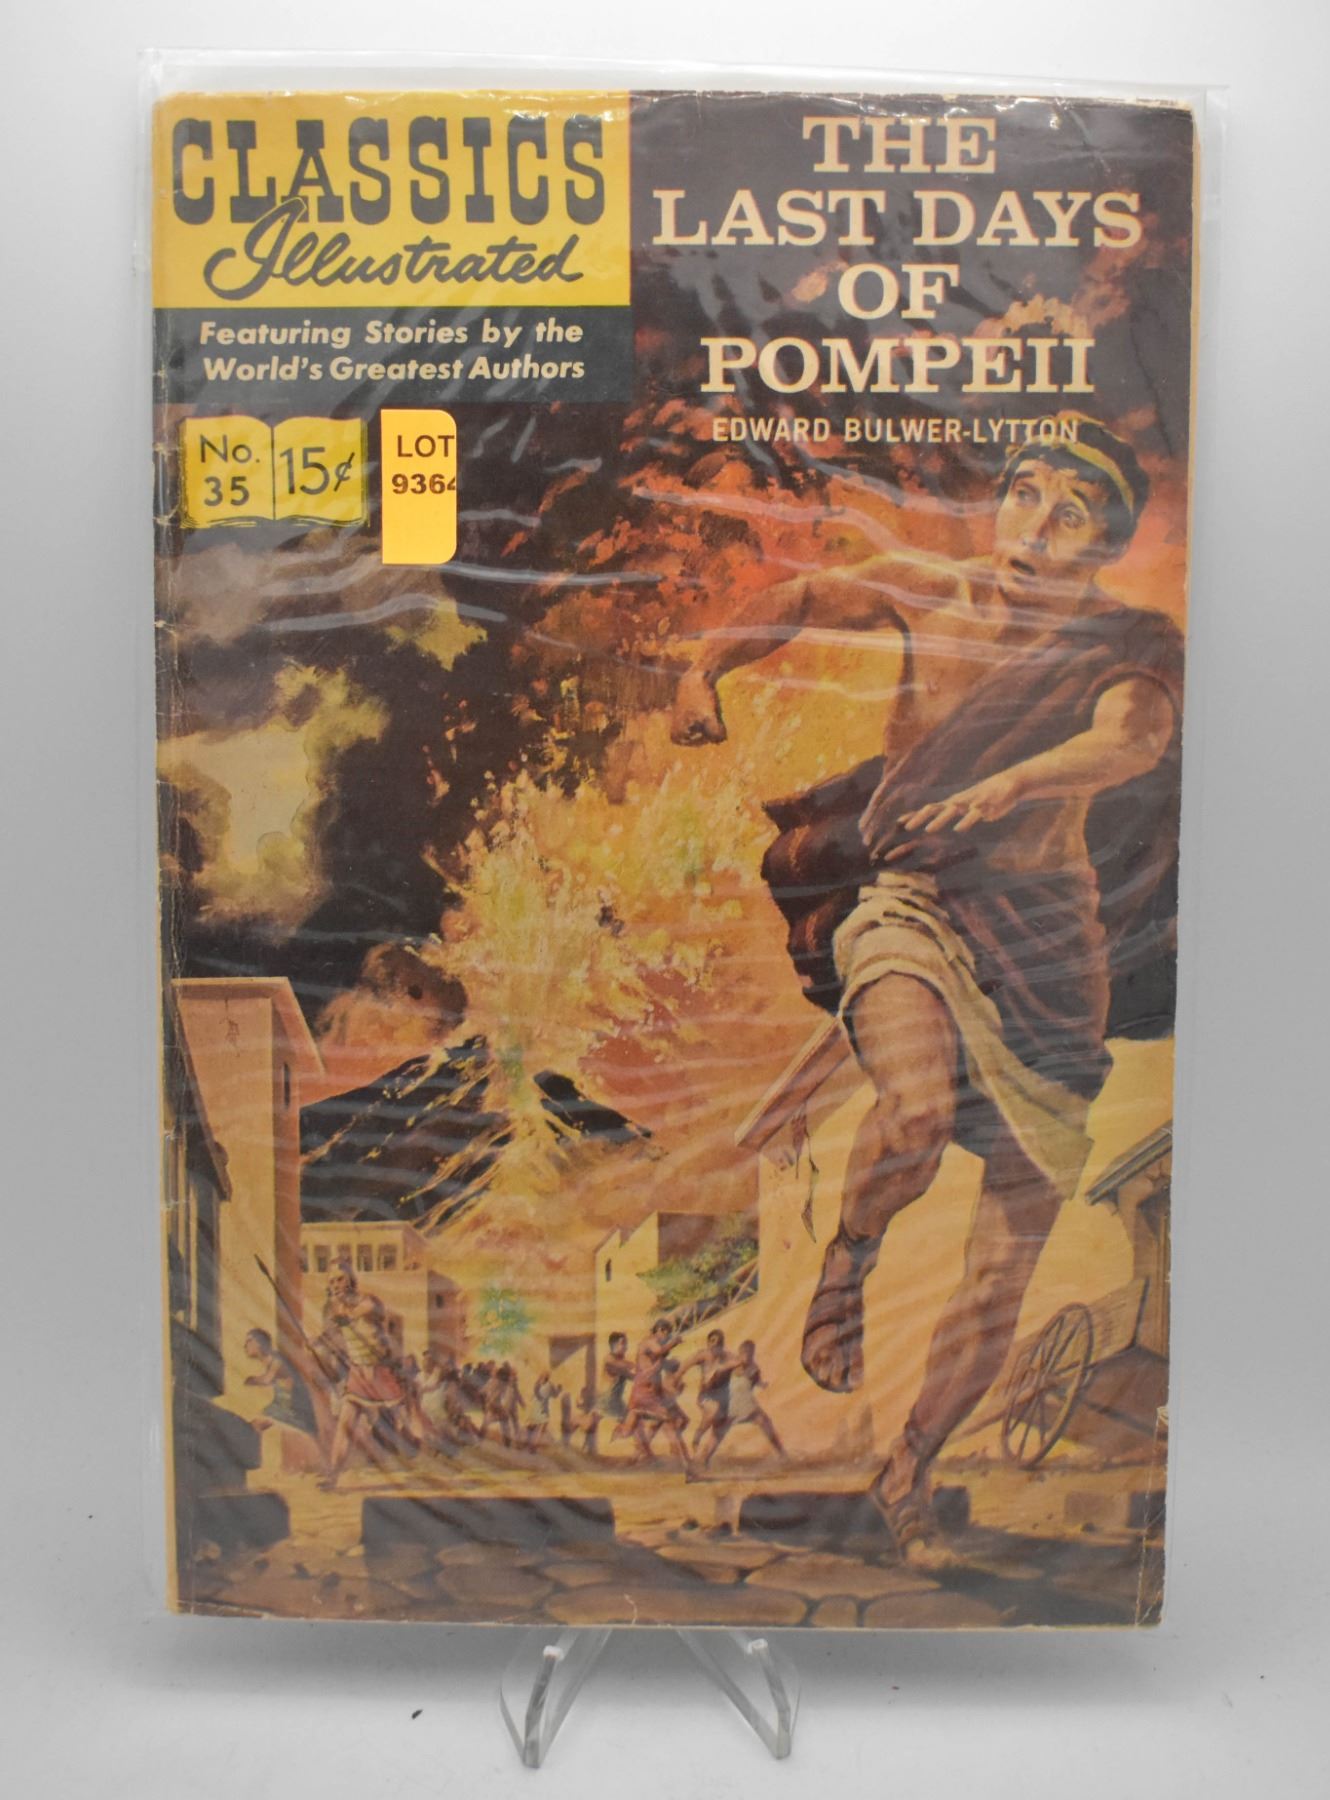 CLASSICS
Illustrated
Featuring Stories by the
World's Greatest Authors
No.
35
15¢
LOT
9364
THE
LAST DAYS
OF
POMPEII
EDWARD BULWER-LYTTON